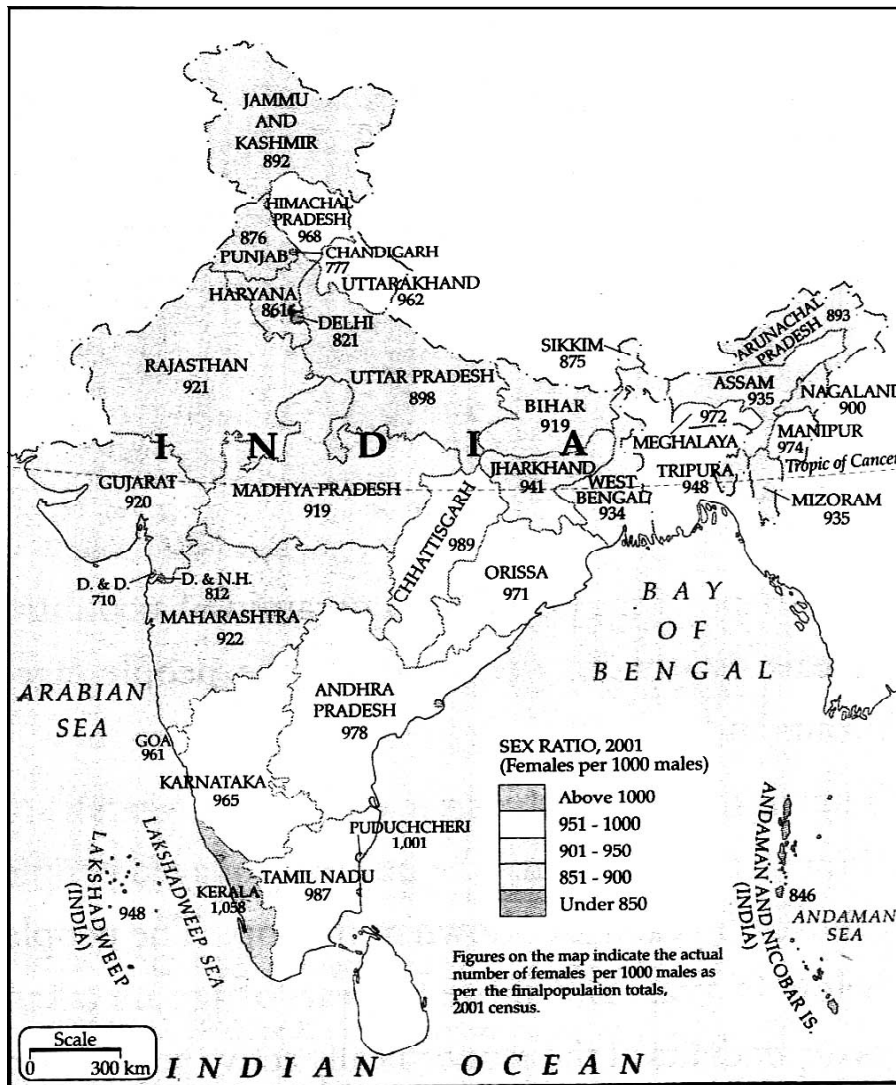 JAMMU
AND
KASHMIR
892
HIMACHAL
PRADESH
968
876
PUNJAB
CHANDIGARH
777
UTTARAKHAND
962
HARYANA
861
DELHI
821
RAJASTHAN
921
UTTAR PRADESH
898
SIKKIM
875
ARUNACHAL
PRADESH
893
ASSAM
935
NAGALAND
900
BIHAR
919
972
MEGHALAYA
MANIPUR
974
INDIA
Tropic of Cancer
GUJARAT
920
MADHYA PRADESH
919
JHARKHAND
941
WEST
BENGAL
934
TRIPURA
948
MIZORAM
935
CHHATTISGARH
989
ORISSA
971
D. & D.
710
D. & N.H.
812
MAHARASHTRA
922
BAY
OF
BENGAL
ARABIAN
SEA
ANDHRA
PRADESH
978
GOA
961
KARNATAKA
965
SEX RATIO, 2001
(Females per 1000 males)
Above 1000
951 - 1000
901 - 950
851 - 900
Under 850
PUDUCHCHERI
1,001
TAMIL NADU
987
KERALA
1,058
LAKSHADWEEP
(INDIA)
948
LAKSHADWEEP SEA
ANDAMAN AND NICOBAR IS.
(INDIA)
846
ANDAMAN
SEA
Figures on the map indicate the actual
number of females per 1000 males as
per the finalpopulation totals,
2001 census.
Scale
0 300 km
INDIAN OCEAN